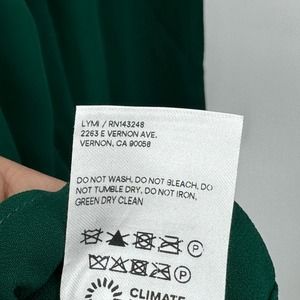 LYMI / RN143248
2263 E VERNON AVE.
VERNON, CA 90058
DO NOT WASH, DO NOT BLEACH, DO
NOT TUMBLE DRY, DO NOT IRON,
GREEN DRY CLEAN
P
P
CLIMATE